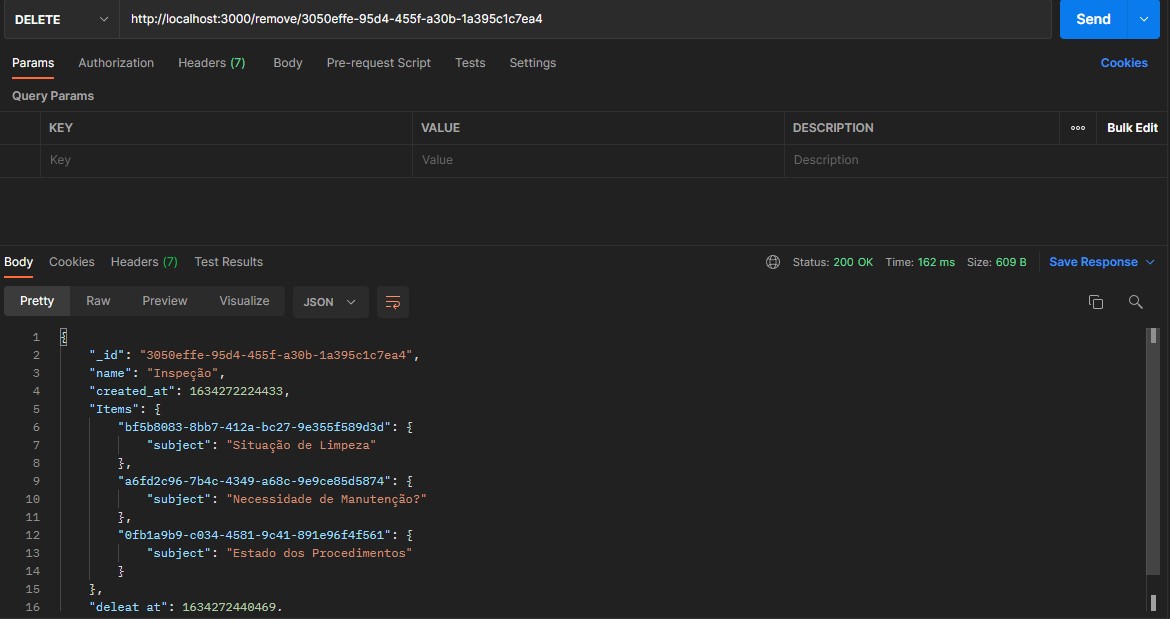 DELETE http://localhost:3000/remove/3050effe-95d4-455f-a30b-1a395c1c7ea4 Send
Params Authorization Headers (7) Body Pre-request Script Tests Settings Cookies
Query Params
KEY VALUE DESCRIPTION ooo Bulk Edit
Key Value Description
Body Cookies Headers (7) Test Results Status: 200 OK Time: 162 ms Size: 609 B Save Response
Pretty Raw Preview Visualize JSON
1 {
2 "_id": "3050effe-95d4-455f-a30b-1a395c1c7ea4",
3 "name": "Inspeção",
4 "created_at": 1634272224433,
5 "Items": {
6 "bf5b8083-8bb7-412a-bc27-9e355f589d3d": {
7 "subject": "Situação de Limpeza"
8 },
9 "a6fd2c96-7b4c-4349-a68c-9e9ce85d5874": {
10 "subject": "Necessidade de Manutenção?"
11 },
12 "0fb1a9b9-c034-4581-9c41-891e96f4f561": {
13 "subject": "Estado dos Procedimentos"
14 }
15 },
16 "deleat_at": 1634272440469,